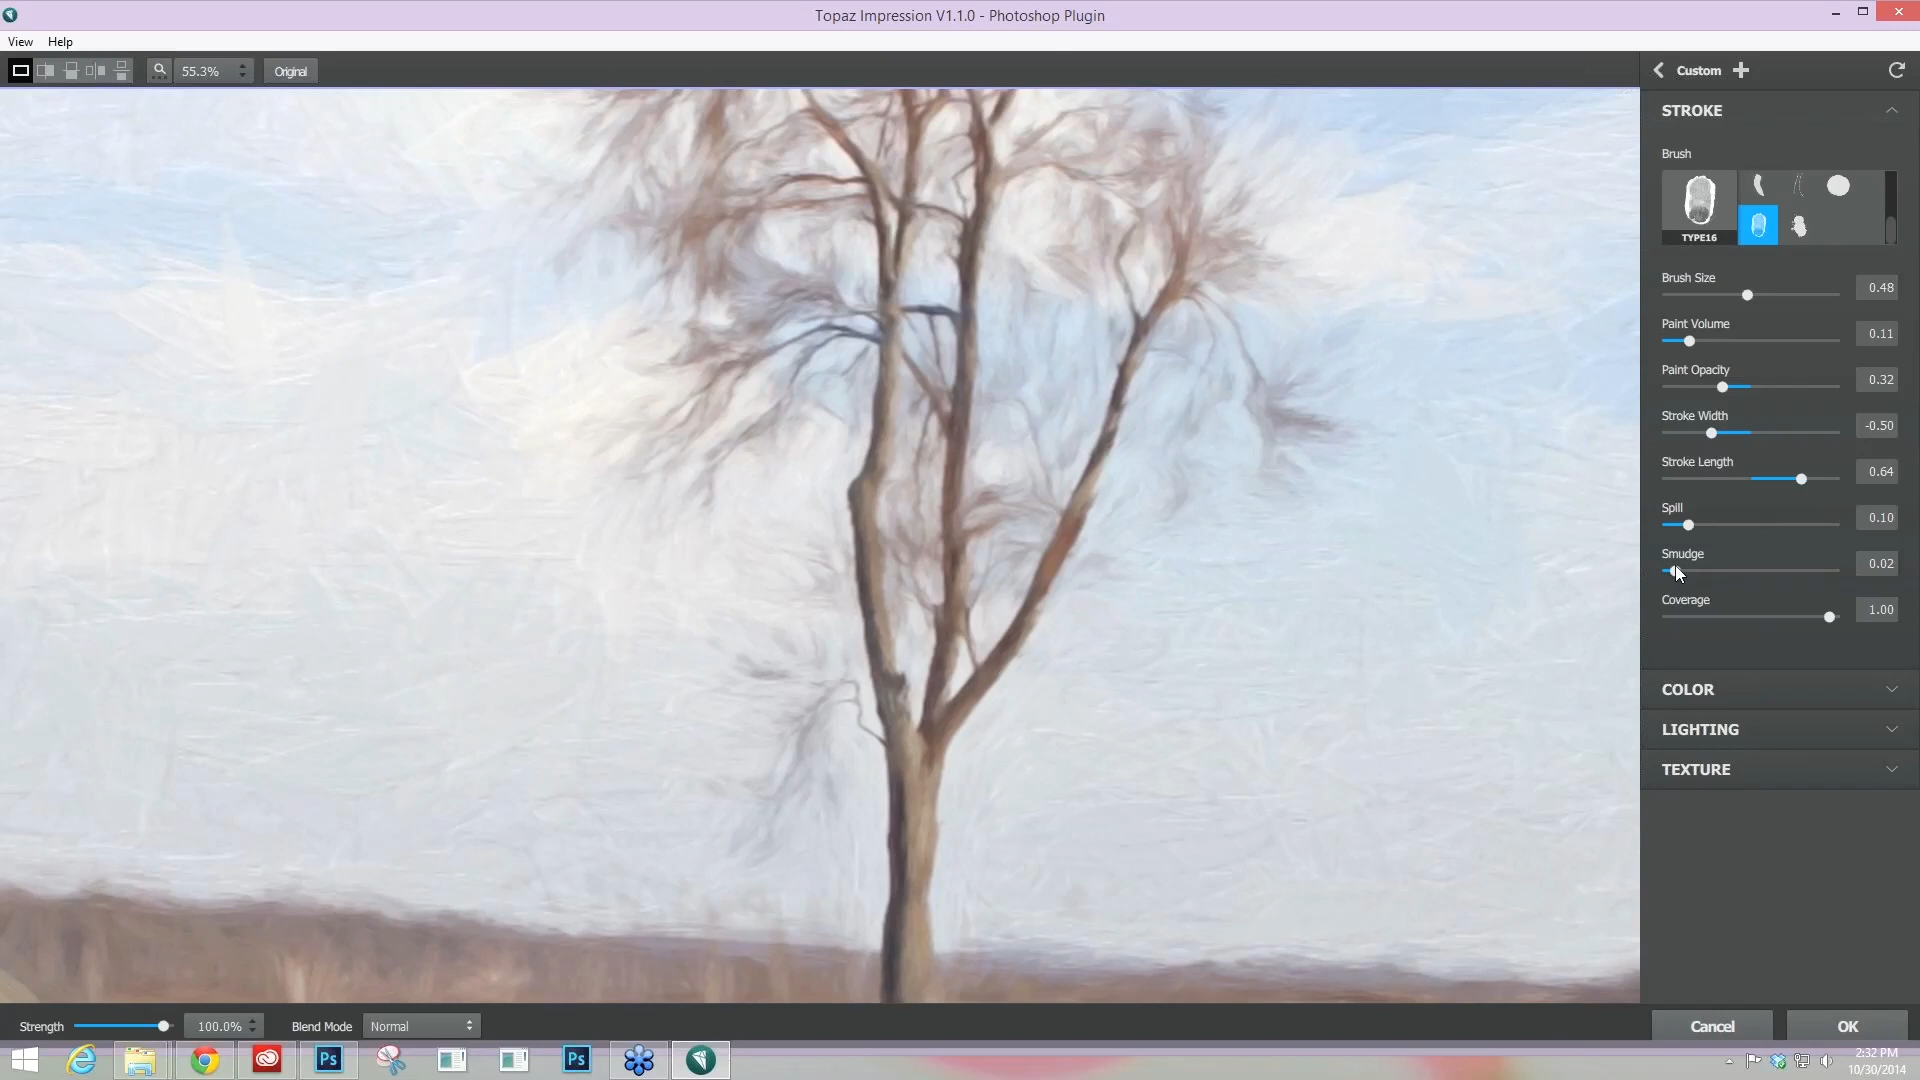 Topaz Impression V1.1.0 - Photoshop Plugin
View Help
55.3% Original
Custom
STROKE
Brush
TYPE16
Brush Size 0.48
Paint Volume 0.11
Paint Opacity 0.32
Stroke Width -0.50
Stroke Length 0.64
Spill 0.10
Smudge 0.02
Coverage 1.00
COLOR
LIGHTING
TEXTURE
Strength 100.0% Blend Mode Normal
Cancel OK
Ps Ps
2:32 PM
10/30/2014